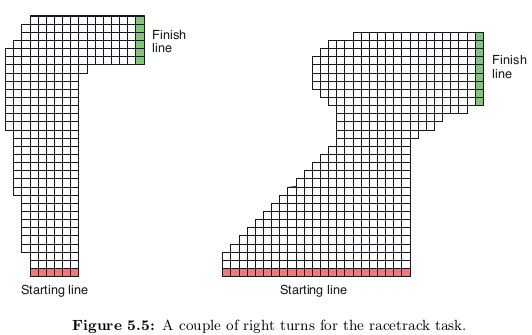 Finish
line
Finish
line
Starting line
Starting line
Figure 5.5: A couple of right turns for the racetrack task.